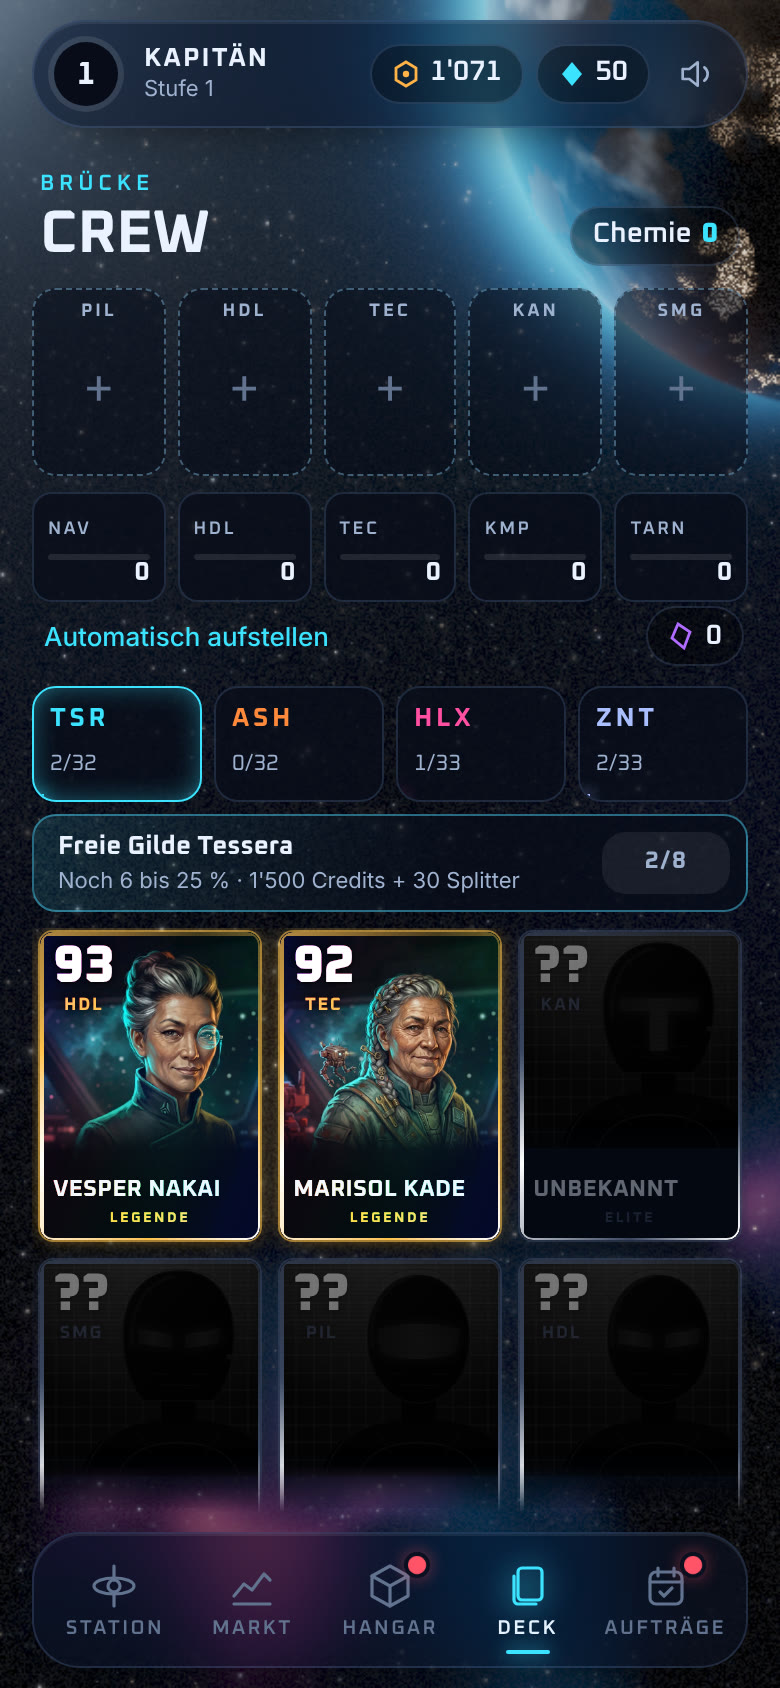 1
KAPITÄN
Stufe 1
1'071
50
BRÜCKE
CREW
Chemie 0
PIL HDL TEC KAN SMG
+ + + + +
NAV HDL TEC KMP TARN
0 0 0 0 0
Automatisch aufstellen
0
TSR ASH HLX ZNT
2/32 0/32 1/33 2/33
Freie Gilde Tessera
Noch 6 bis 25 % · 1'500 Credits + 30 Splitter
2/8
93 92 ??
HDL TEC KAN
VESPER NAKAI MARISOL KADE UNBEKANNT
LEGENDE LEGENDE ELITE
?? ?? ??
SMG PIL HDL
STATION MARKT HANGAR DECK AUFTRÄGE